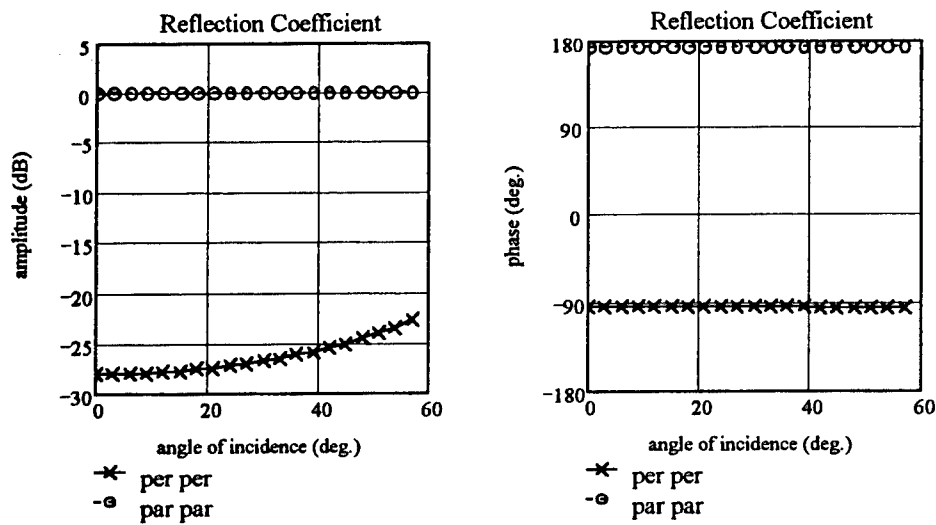 Reflection Coefficient
5
0
−5
−10
−15
−20
−25
−30
0 20 40 60
amplitude (dB)
angle of incidence (deg.)
per per
par par
Reflection Coefficient
180
90
0
−90
−180
0 20 40 60
phase (deg.)
angle of incidence (deg.)
per per
par par